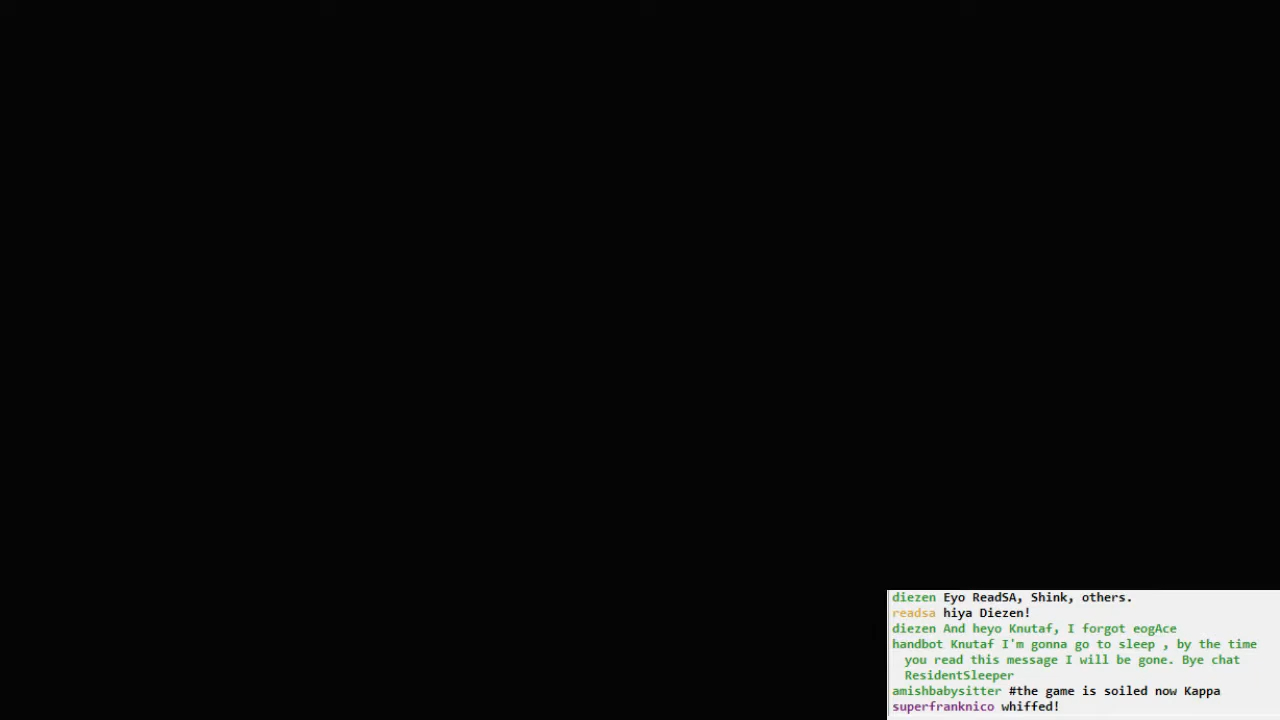 diezen Eyo ReadSA, Shink, others.
readsa hiya Diezen!
diezen And heyo Knutaf, I forgot eogAce
handbot Knutaf I'm gonna go to sleep , by the time
you read this message I will be gone. Bye chat
ResidentSleeper
amishbabysitter #the game is soiled now Kappa
superfranknico whiffed!